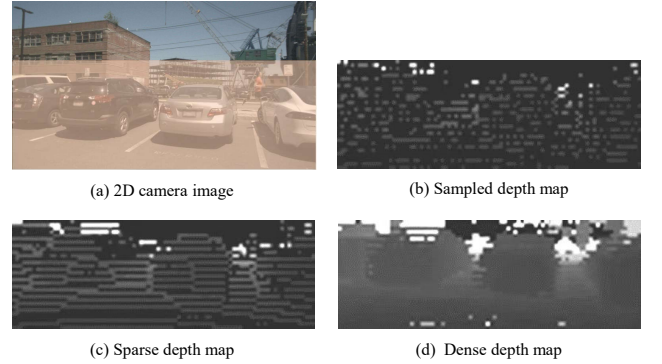 (a) 2D camera image
(b) Sampled depth map
(c) Sparse depth map
(d) Dense depth map